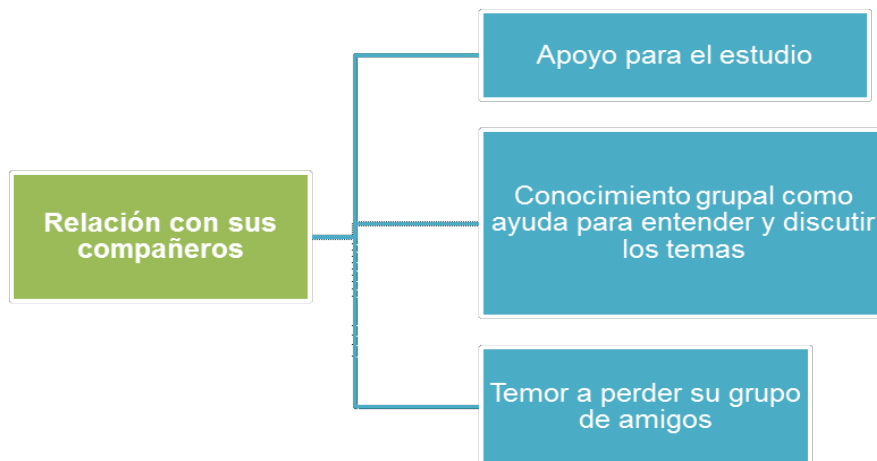 Apoyo para el estudio
Relación con sus
compañeros
Conocimiento grupal como
ayuda para entender y discutir
los temas
Temor a perder su grupo
de amigos